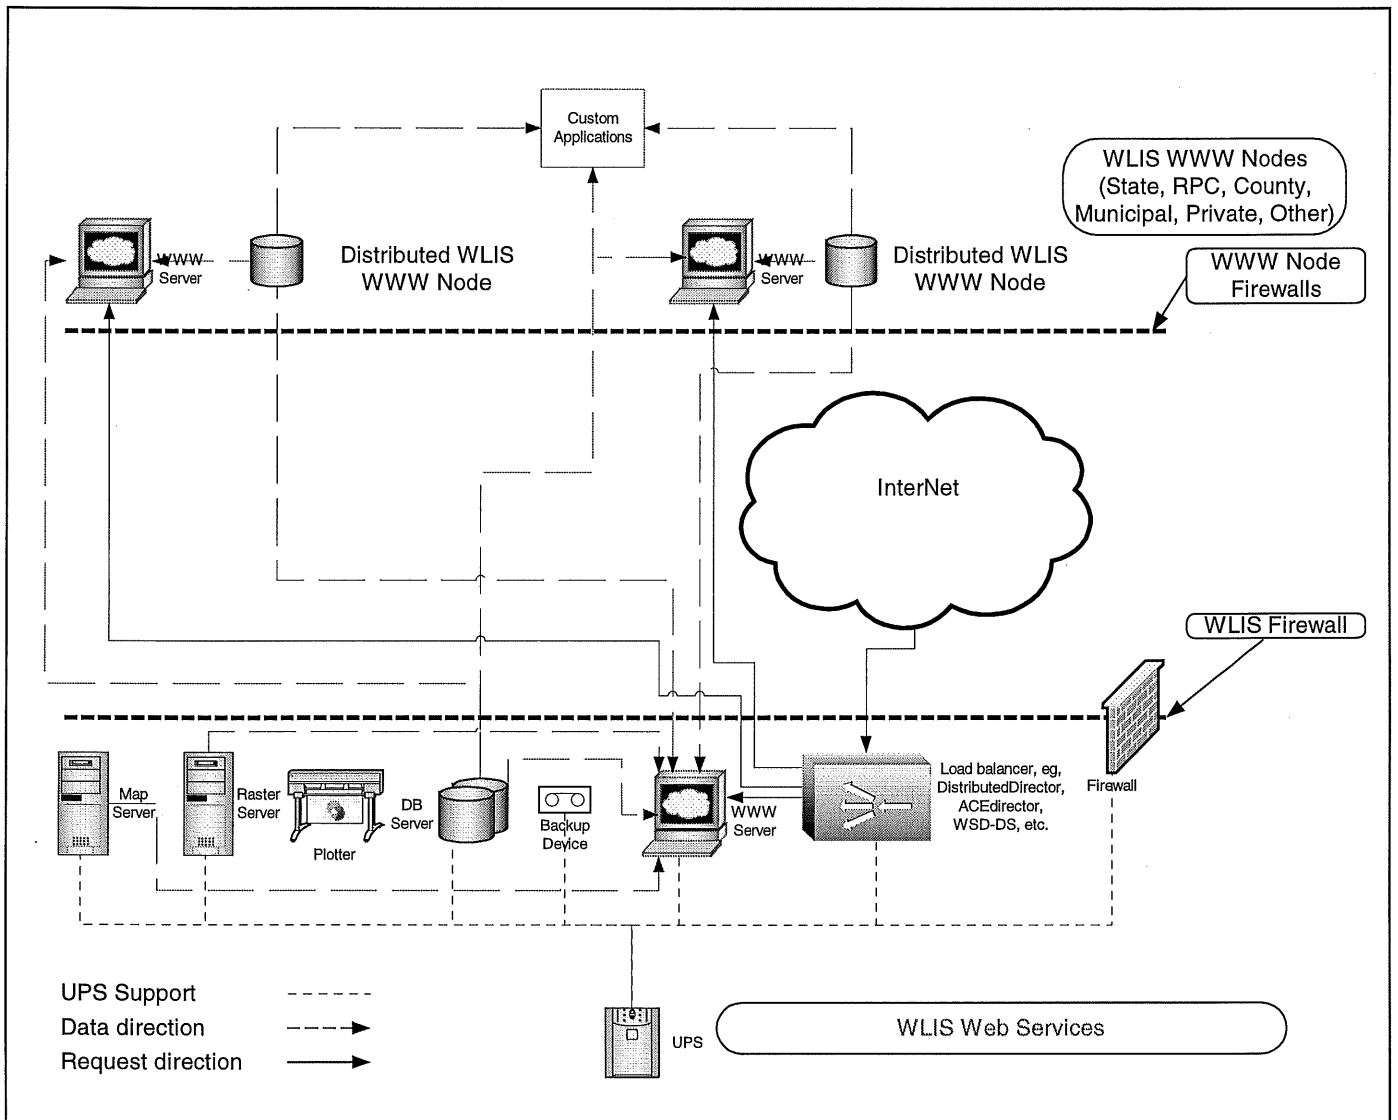 Custom
Applications
WLIS WWW Nodes
(State, RPC, County,
Municipal, Private, Other)
WWW
Server
Distributed WLIS
WWW Node
WWW
Server
Distributed WLIS
WWW Node
WWW Node
Firewalls
InterNet
WLIS Firewall
Map
Server
Raster
Server
Plotter
DB
Server
Backup
Device
WWW
Server
Load balancer, eg,
DistributedDirector,
ACEdirector,
WSD-DS, etc.
Firewall
UPS Support
Data direction
Request direction
UPS
WLIS Web Services